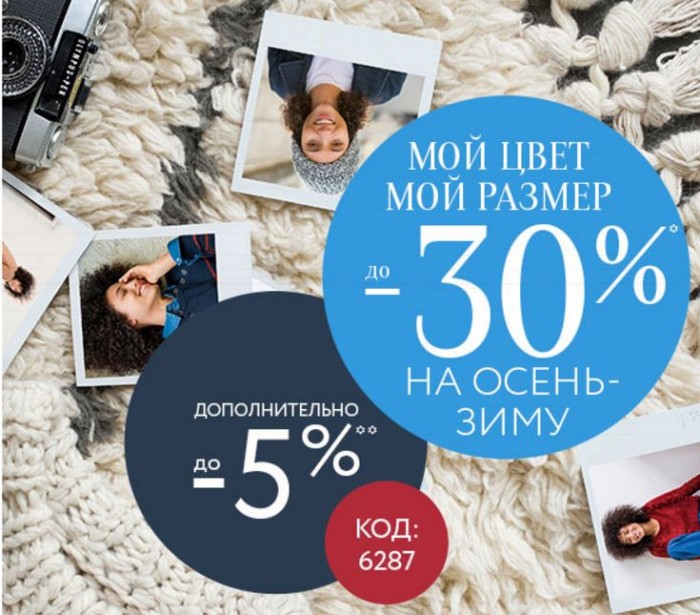 МОЙ ЦВЕТ
МОЙ РАЗМЕР
до
-30%*
НА ОСЕНЬ-
ЗИМУ
ДОПОЛНИТЕЛЬНО
до
-5%**
КОД:
6287